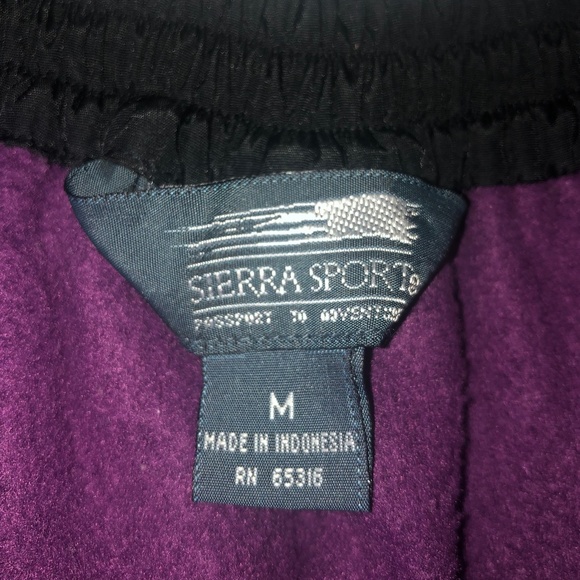 SIERRA SPORT®
PASSPORT TO ADVENTURE
M
MADE IN INDONESIA
RN 65316